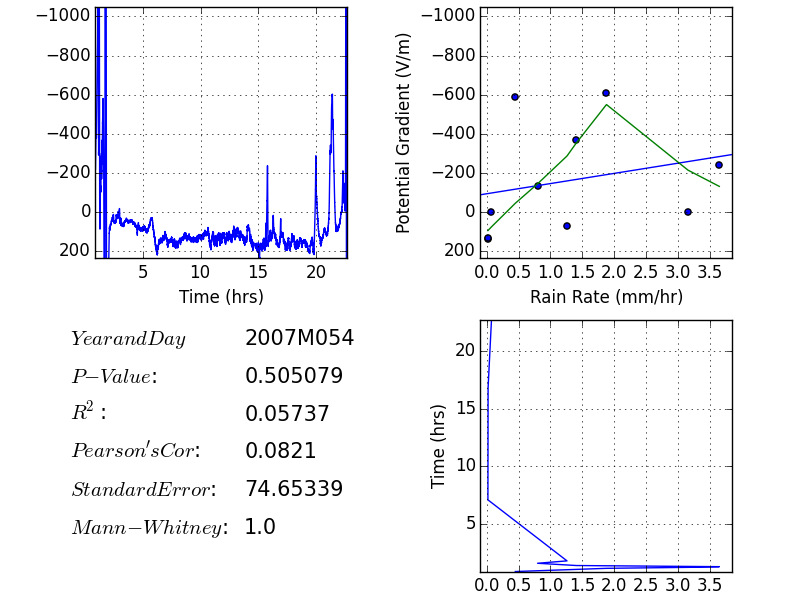 −1000
−800
−600
−400
−200
0
200
5 10 15 20
Time (hrs)
Potential Gradient (V/m)
−1000
−800
−600
−400
−200
0
200
0.0 0.5 1.0 1.5 2.0 2.5 3.0 3.5
Rain Rate (mm/hr)
YearandDay 2007M054
P−Value: 0.505079
R²: 0.05737
Pearson'sCor: 0.0821
StandardError: 74.65339
Mann−Whitney: 1.0
Time (hrs)
20
15
10
5
0.0 0.5 1.0 1.5 2.0 2.5 3.0 3.5